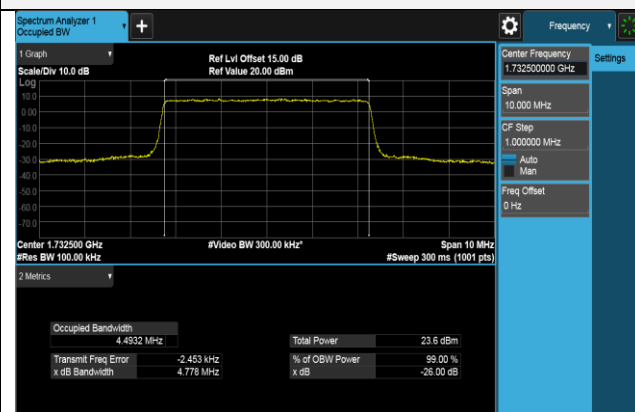 Spectrum Analyzer 1
Occupied BW
+
Frequency
1 Graph
Scale/Div 10.0 dB
Ref Lvl Offset 15.00 dB
Ref Value 20.00 dBm
Log
10.0
0.00
-10.0
-20.0
-30.0
-40.0
-50.0
-60.0
-70.0
Center 1.732500 GHz
#Res BW 100.00 kHz
#Video BW 300.00 kHz*
Span 10 MHz
#Sweep 300 ms (1001 pts)
2 Metrics
Occupied Bandwidth
4.4932 MHz
Total Power 23.6 dBm
Transmit Freq Error -2.453 kHz
% of OBW Power 99.00 %
x dB Bandwidth 4.778 MHz
x dB -26.00 dB
Center Frequency
1.732500000 GHz
Settings
Span
10.000 MHz
CF Step
1.000000 MHz
Auto
Man
Freq Offset
0 Hz